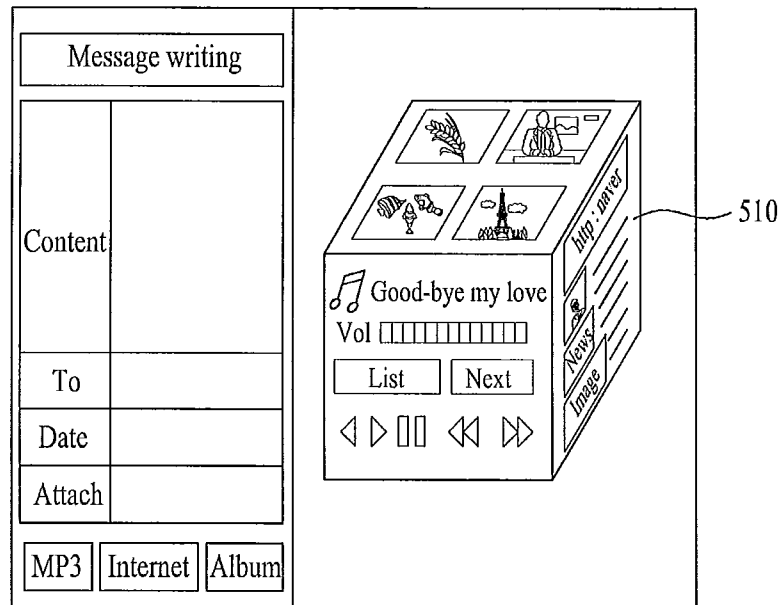 Message writing
Content
To
Date
Attach
MP3 Internet Album
Good-bye my love
Vol
List Next
http : naver
News
Image
510